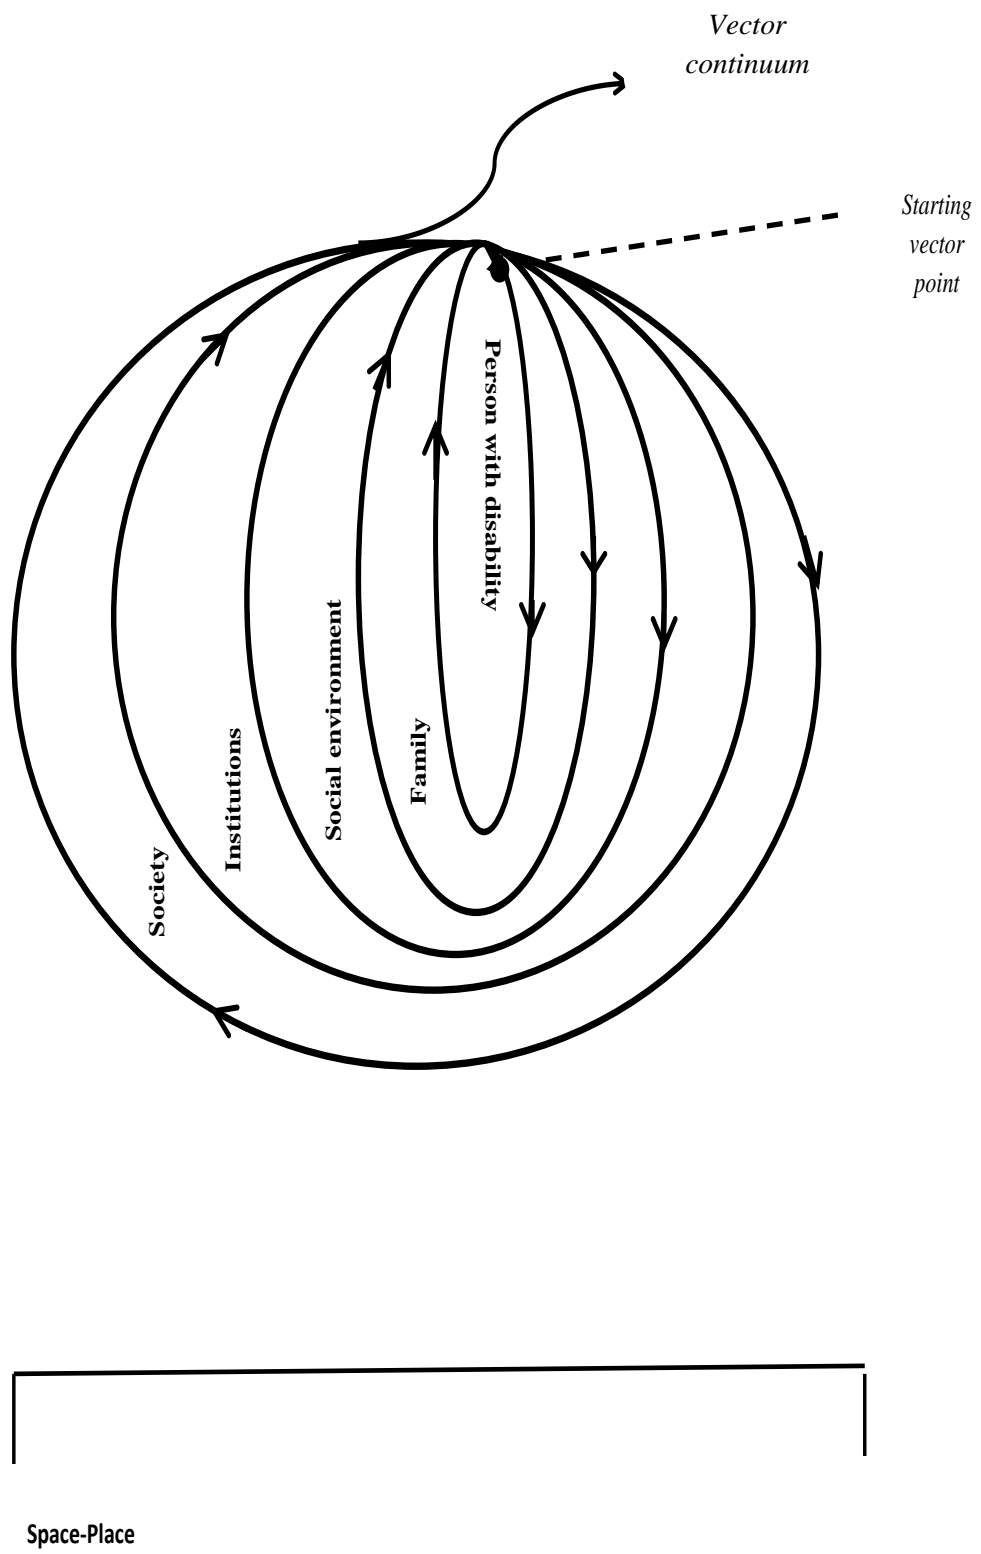 Vector
continuum
Starting
vector
point
Person with disability
Family
Social environment
Institutions
Society
Space-Place